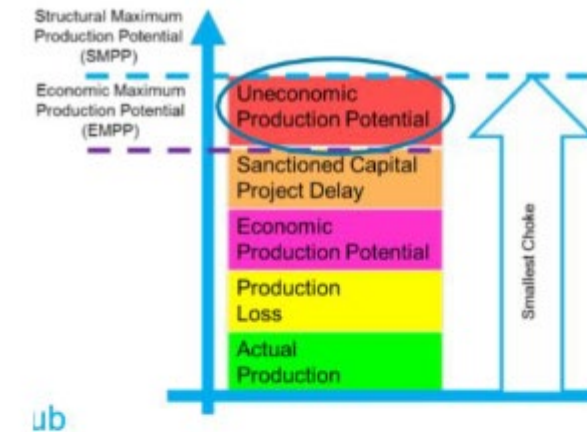 Structural Maximum
Production Potential
(SMPP)
Economic Maximum
Production Potential
(EMPP)
Uneconomic
Production Potential
Sanctioned Capital
Project Delay
Economic
Production Potential
Production
Loss
Actual
Production
Smallest Choke
ub